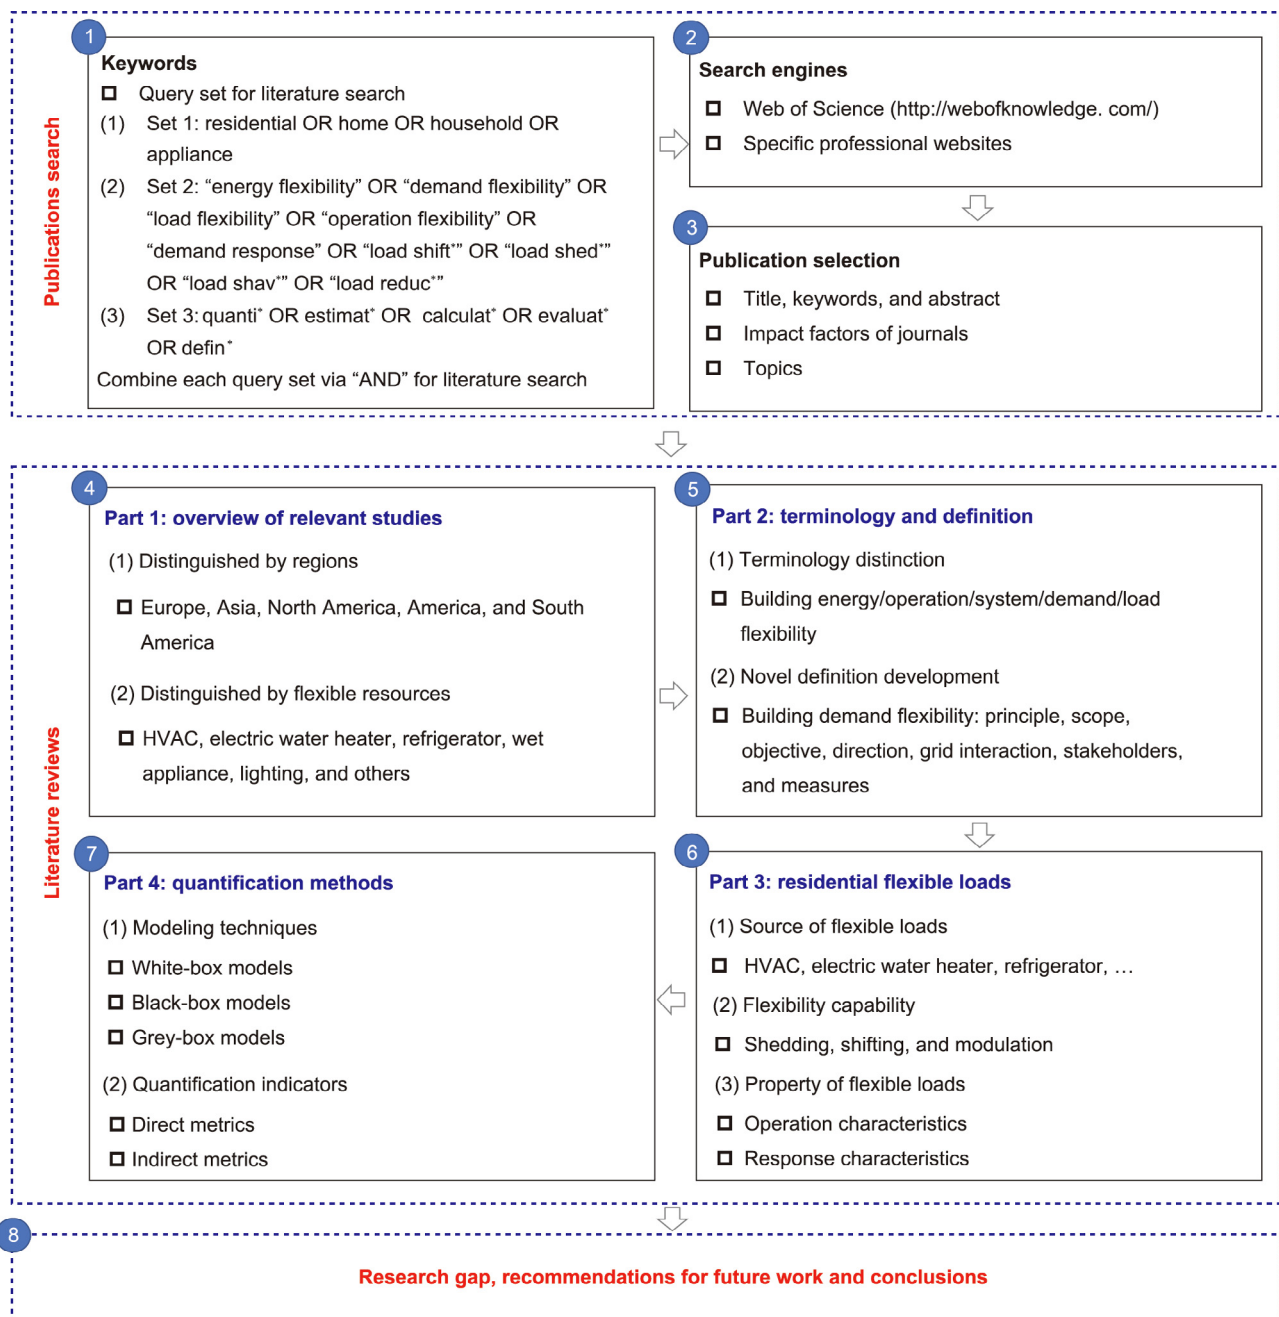 Publications search
1
Keywords
Query set for literature search
(1) Set 1: residential OR home OR household OR
appliance
(2) Set 2: “energy flexibility” OR “demand flexibility” OR
“load flexibility” OR “operation flexibility” OR
“demand response” OR “load shift*” OR “load shed*”
OR “load shav*” OR “load reduc*”
(3) Set 3: quanti* OR estimat* OR calculat* OR evaluat*
OR defin*
Combine each query set via “AND” for literature search
2
Search engines
Web of Science (http://webofknowledge. com/)
Specific professional websites
3
Publication selection
Title, keywords, and abstract
Impact factors of journals
Topics
Literature reviews
4
Part 1: overview of relevant studies
(1) Distinguished by regions
Europe, Asia, North America, America, and South
America
(2) Distinguished by flexible resources
HVAC, electric water heater, refrigerator, wet
appliance, lighting, and others
5
Part 2: terminology and definition
(1) Terminology distinction
Building energy/operation/system/demand/load
flexibility
(2) Novel definition development
Building demand flexibility: principle, scope,
objective, direction, grid interaction, stakeholders,
and measures
6
Part 3: residential flexible loads
(1) Source of flexible loads
HVAC, electric water heater, refrigerator, …
(2) Flexibility capability
Shedding, shifting, and modulation
(3) Property of flexible loads
Operation characteristics
Response characteristics
7
Part 4: quantification methods
(1) Modeling techniques
White-box models
Black-box models
Grey-box models
(2) Quantification indicators
Direct metrics
Indirect metrics
8
Research gap, recommendations for future work and conclusions